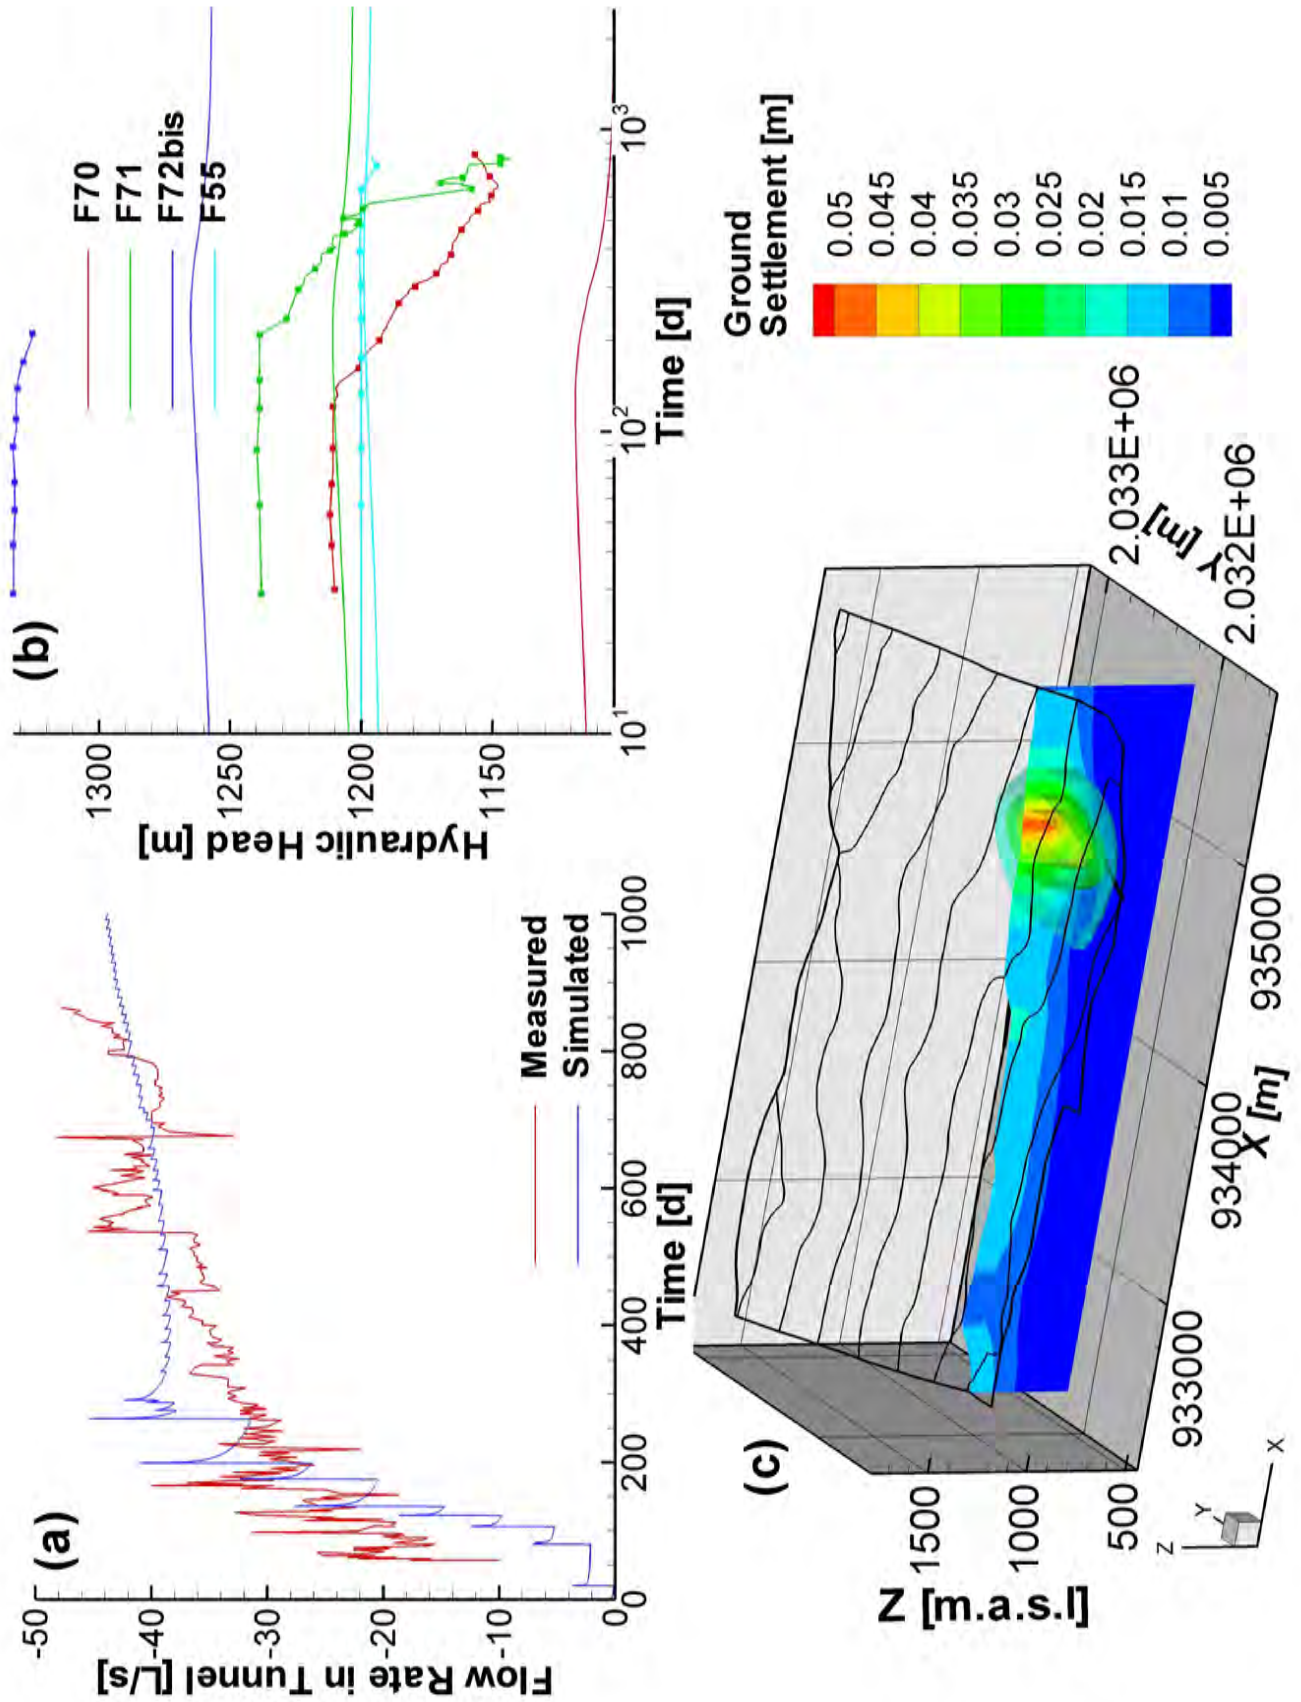 (a)
-50
-40
-30
-20
-10
0
Flow Rate in Tunnel [L/s]
0
200
400
600
800
1000
Time [d]
Measured
Simulated
(b)
1300
1250
1200
1150
Hydraulic Head [m]
10¹
10²
10³
Time [d]
F70
F71
F72bis
F55
(c)
1500
1000
500
Z [m.a.s.l]
933000
934000
935000
X [m]
2.032E+06
2.033E+06
Y [m]
Z
Y
X
Ground
Settlement [m]
0.05
0.045
0.04
0.035
0.03
0.025
0.02
0.015
0.01
0.005